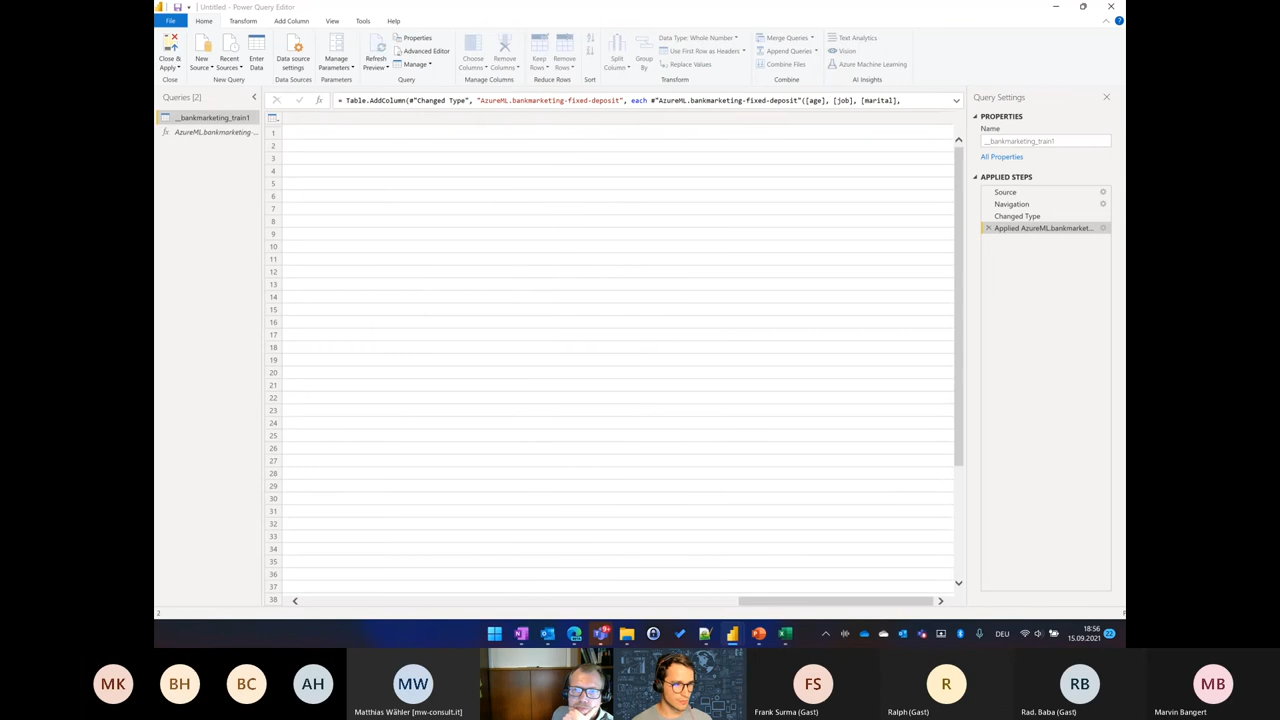 Untitled - Power Query Editor
File Home Transform Add Column View Tools Help
Close & Apply
New Source
Recent Sources
Enter Data
Data source settings
Manage Parameters
Refresh Preview
Properties
Advanced Editor
Manage
Choose Columns
Remove Columns
Keep Rows
Remove Rows
Split Column
Group By
Data Type: Whole Number
Use First Row as Headers
Replace Values
Merge Queries
Append Queries
Combine Files
Text Analytics
Vision
Azure Machine Learning
Close
New Query
Data Sources
Parameters
Query
Manage Columns
Reduce Rows
Sort
Transform
Combine
AI Insights
Queries [2]
__bankmarketing_train1
fx AzureML.bankmarketing-...
fx
= Table.AddColumn(#"Changed Type", "AzureML.bankmarketing-fixed-deposit", each #"AzureML.bankmarketing-fixed-deposit"([age], [job], [marital],
1
2
3
4
5
6
7
8
9
10
11
12
13
14
15
16
17
18
19
20
21
22
23
24
25
26
27
28
29
30
31
32
33
34
35
36
37
38
Query Settings
PROPERTIES
Name
__bankmarketing_train1
All Properties
APPLIED STEPS
Source
Navigation
Changed Type
Applied AzureML.bankmarket...
2
DEU
18:56
15.09.2021
22
MK
BH
BC
AH
MW
Matthias Wähler [mw-consult.it]
FS
Frank Surma (Gast)
R
Ralph (Gast)
RB
Rad. Baba (Gast)
MB
Marvin Bangert